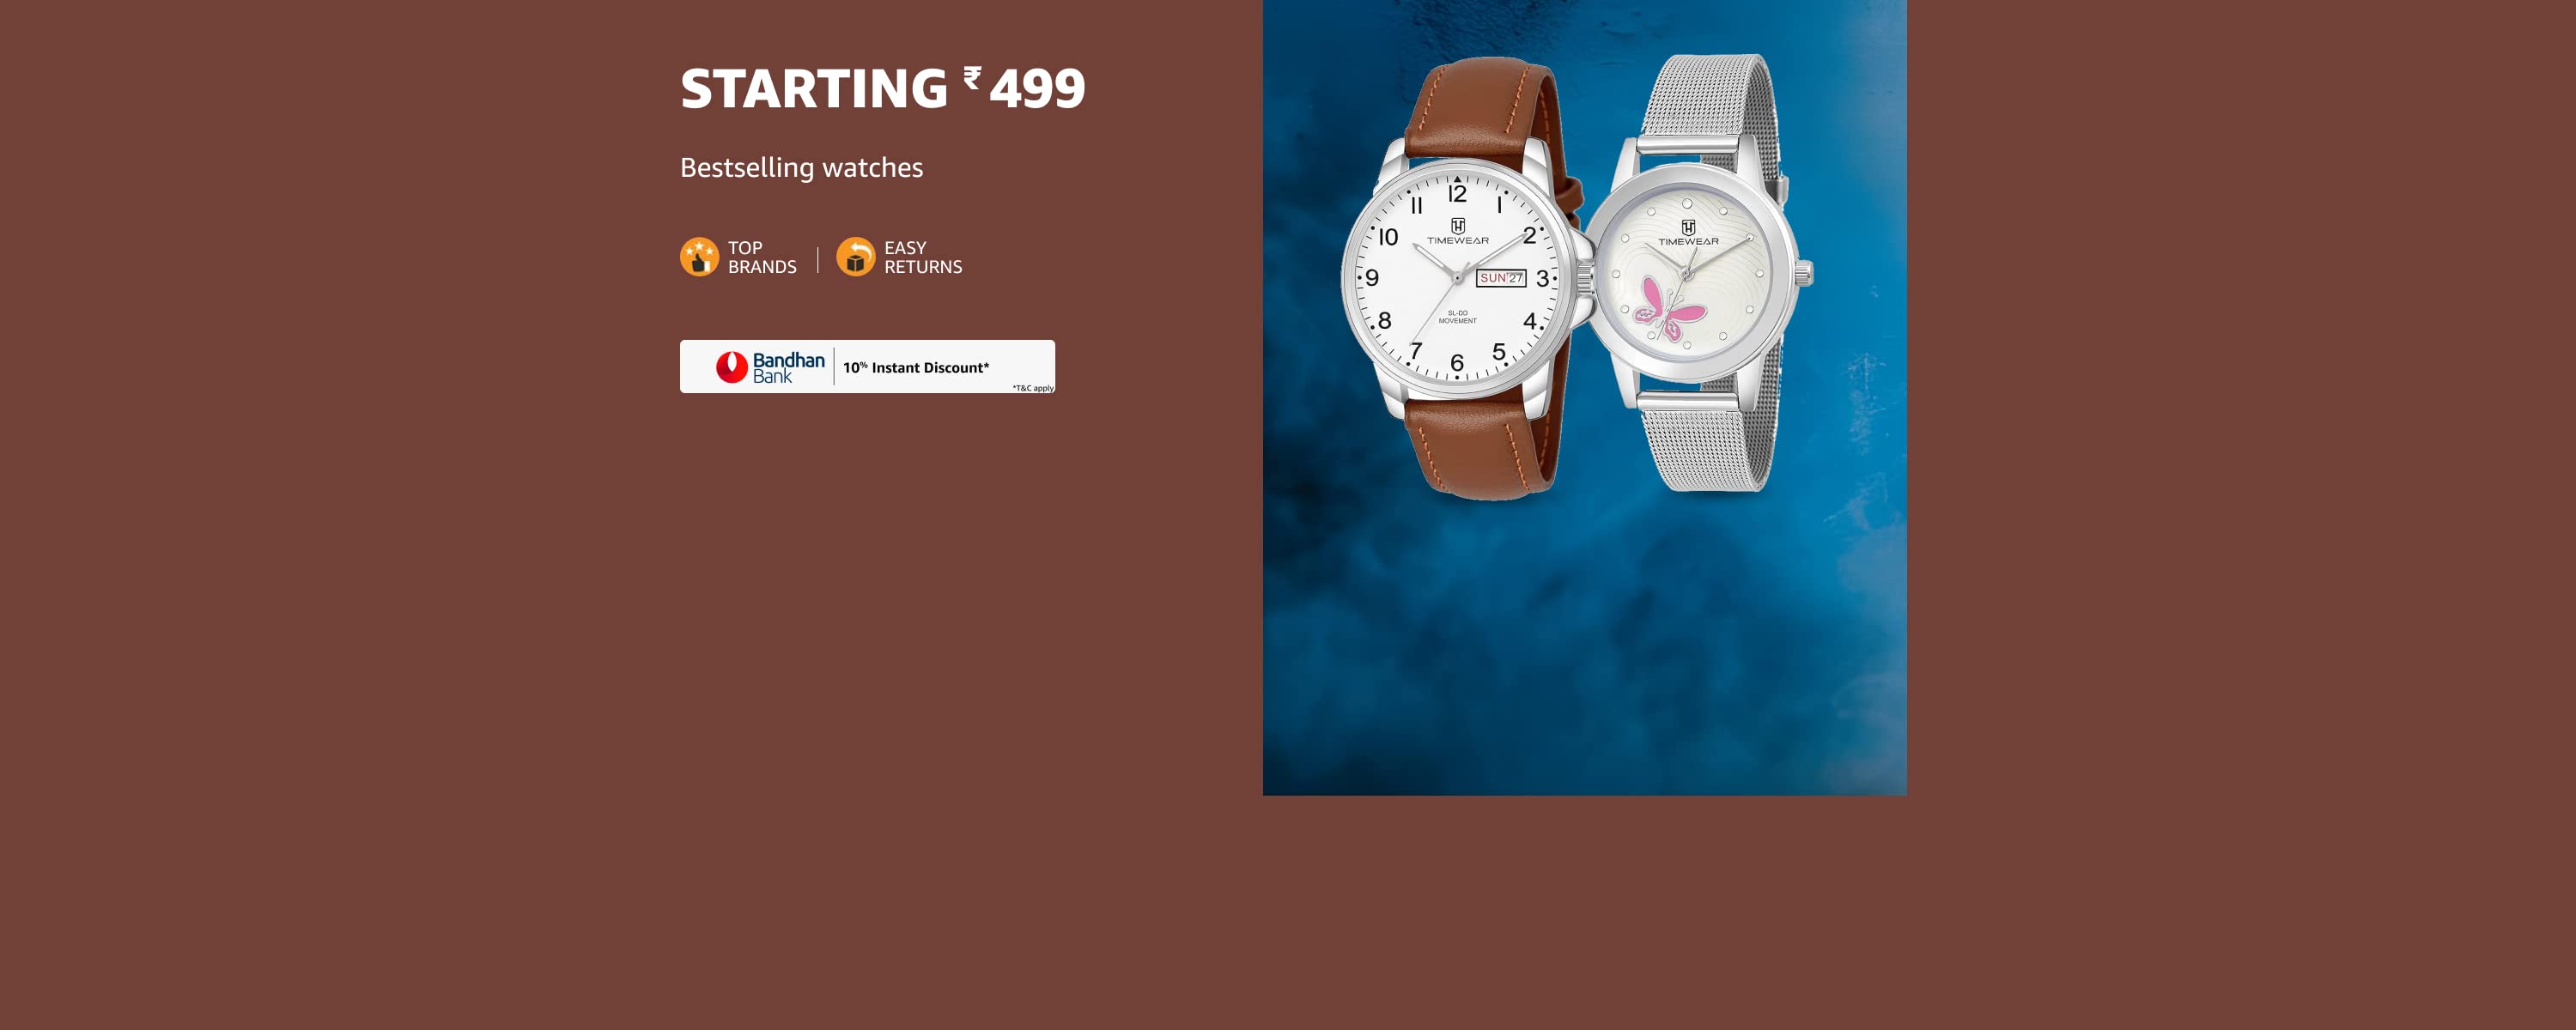 STARTING ₹499
Bestselling watches
TOP
BRANDS
EASY
RETURNS
Bandhan
Bank
10% Instant Discount*
*T&C apply
12
11
1
10
TIMEWEAR
2
9
SUN 27
3
8
SL-DD
MOVEMENT
4
7
5
6
TIMEWEAR